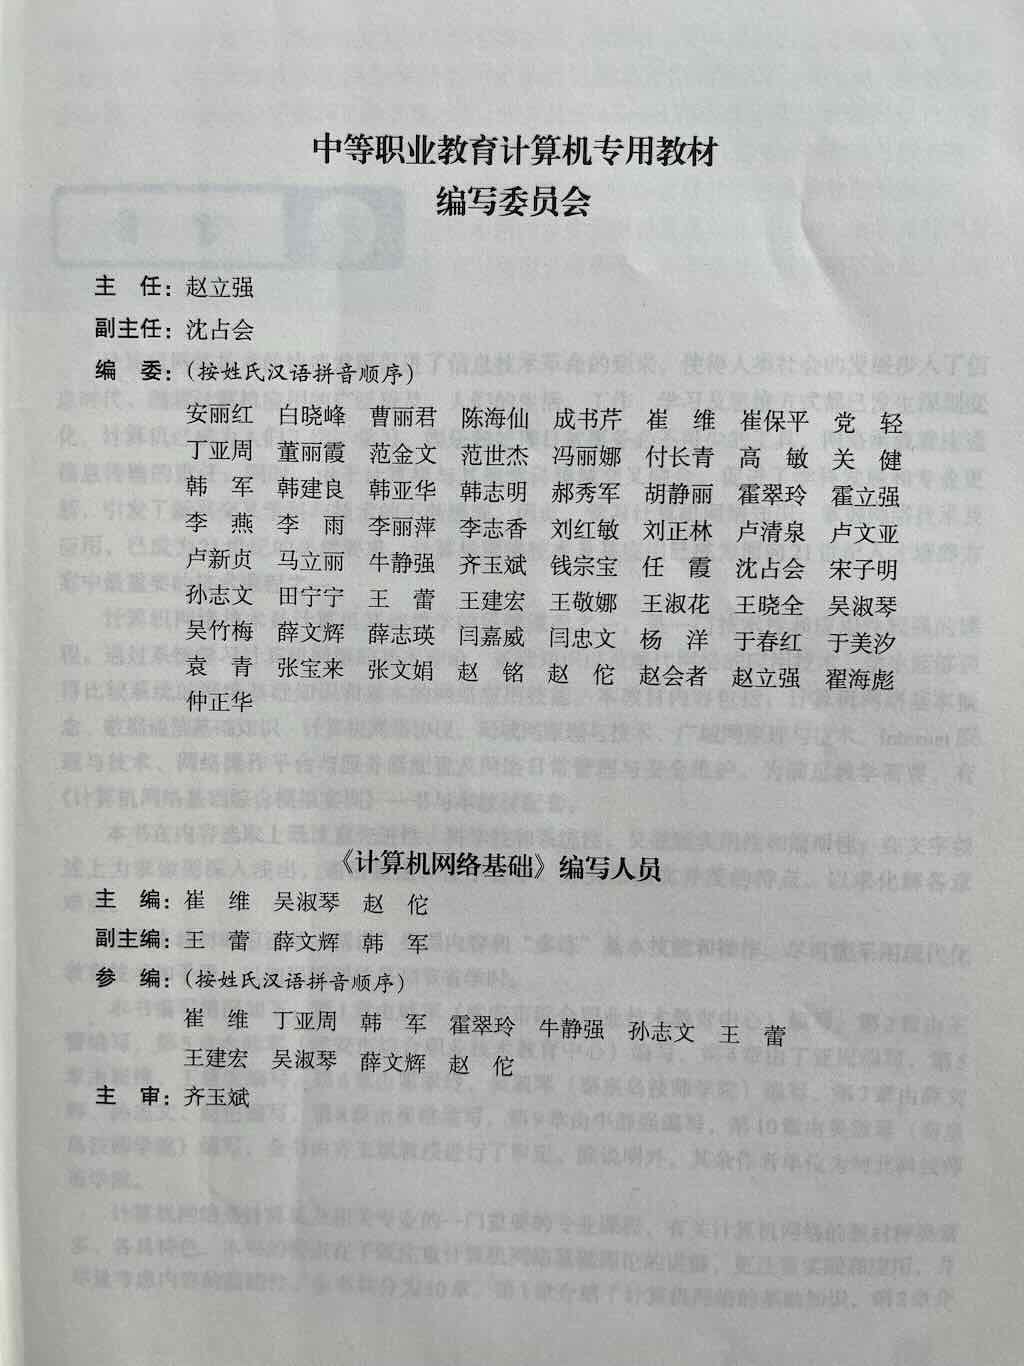 中等职业教育计算机专用教材
编写委员会
主 任：赵立强
副主任：沈占会
编 委：（按姓氏汉语拼音顺序）
安丽红 白晓峰 曹丽君 陈海仙 成书芹 崔 维 崔保平 党 轻
丁亚周 董丽霞 范金文 范世杰 冯丽娜 付长青 高 敏 关 健
韩 军 韩建良 韩亚华 韩志明 郝秀军 胡静丽 霍翠玲 霍立强
李 燕 李 雨 李丽萍 李志香 刘红敏 刘正林 卢清泉 卢文亚
卢新贞 马立丽 牛静强 齐玉斌 钱宗宝 任 霞 沈占会 宋子明
孙志文 田宁宁 王 蕾 王建宏 王敬娜 王淑花 王晓全 吴淑琴
吴竹梅 薛文辉 薛志瑛 闫嘉威 闫忠文 杨 洋 于春红 于美汐
袁 青 张宝来 张文娟 赵 铭 赵 佗 赵会者 赵立强 翟海彪
仲正华
《计算机网络基础》编写人员
主 编：崔 维 吴淑琴 赵 佗
副主编：王 蕾 薛文辉 韩 军
参 编：（按姓氏汉语拼音顺序）
崔 维 丁亚周 韩 军 霍翠玲 牛静强 孙志文 王 蕾
王建宏 吴淑琴 薛文辉 赵 佗
主 审：齐玉斌